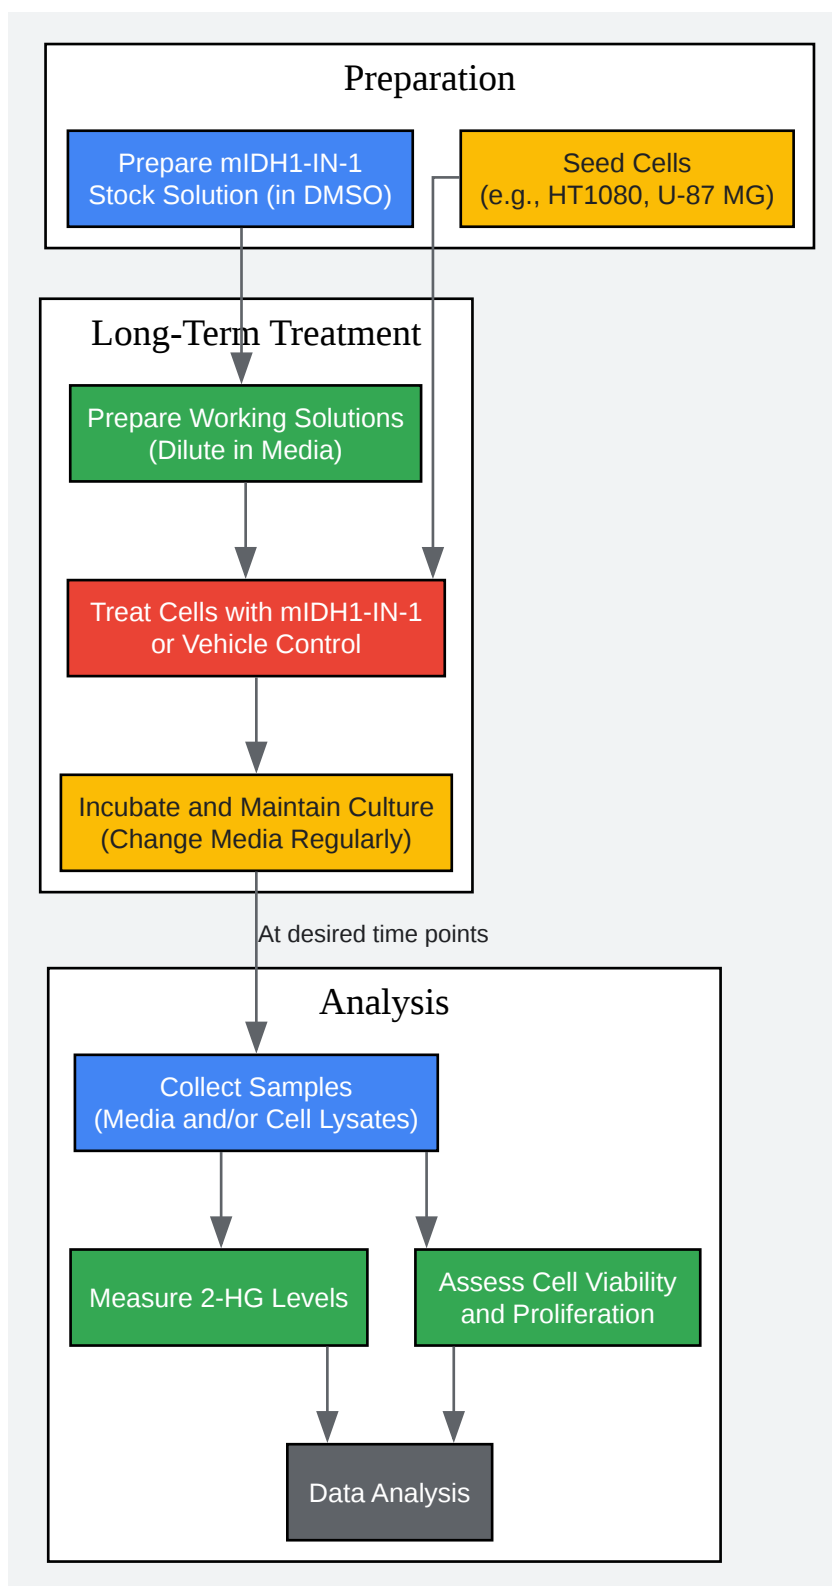 Preparation
Prepare mIDH1-IN-1
Stock Solution (in DMSO)
Seed Cells
(e.g., HT1080, U-87 MG)
Long-Term Treatment
Prepare Working Solutions
(Dilute in Media)
Treat Cells with mIDH1-IN-1
or Vehicle Control
Incubate and Maintain Culture
(Change Media Regularly)
At desired time points
Analysis
Collect Samples
(Media and/or Cell Lysates)
Measure 2-HG Levels
Assess Cell Viability
and Proliferation
Data Analysis